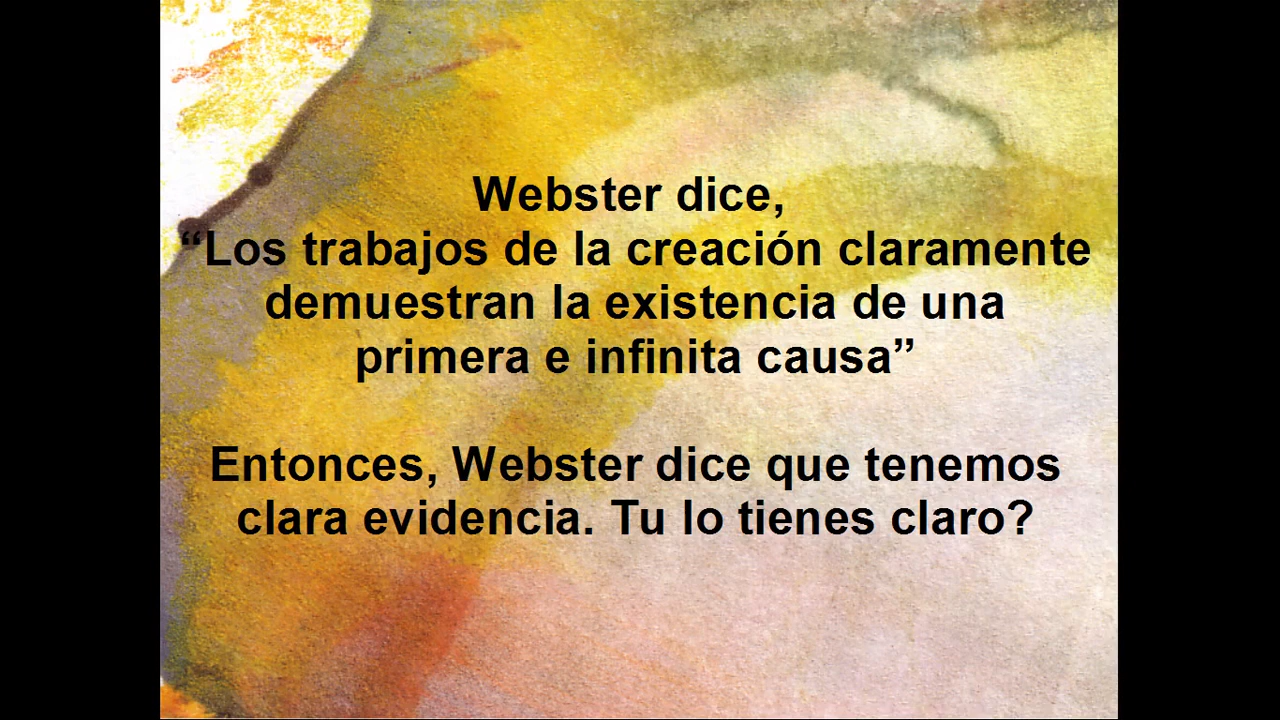 Webster dice,
“Los trabajos de la creación claramente
demuestran la existencia de una
primera e infinita causa”
Entonces, Webster dice que tenemos
clara evidencia. Tu lo tienes claro?